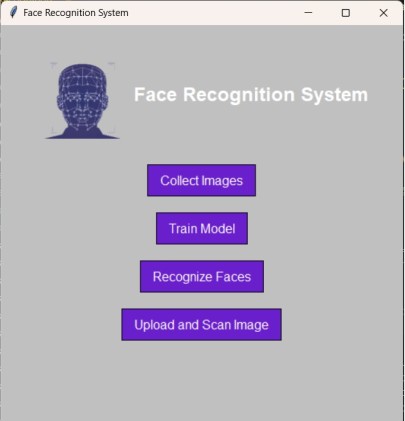 Face Recognition System
Face Recognition System
Collect Images
Train Model
Recognize Faces
Upload and Scan Image